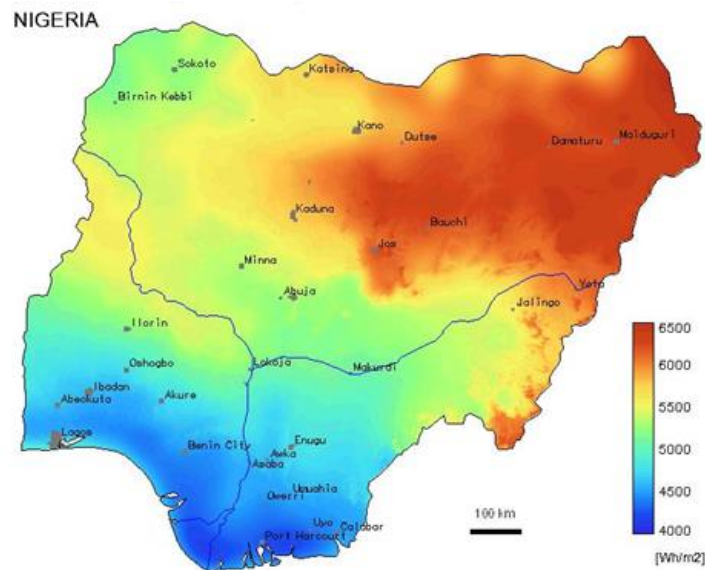 NIGERIA
Sokoto
Katsina
Birnin Kebbi
Kano
Dutse
Damaturu
Maiduguri
Kaduna
Bauchi
Jos
Minna
Abuja
Yola
Jalingo
Ilorin
6500
Oshogbo
Lokoja
Makurdi
6000
Ibadan
Abeokuta
Akure
5500
Lagos
Benin City
Enugu
Awka
5000
Asaba
Umuahia
Owerri
4500
Uyo
Calabar
100 km
Port Harcourt
4000
[Wh/m2]